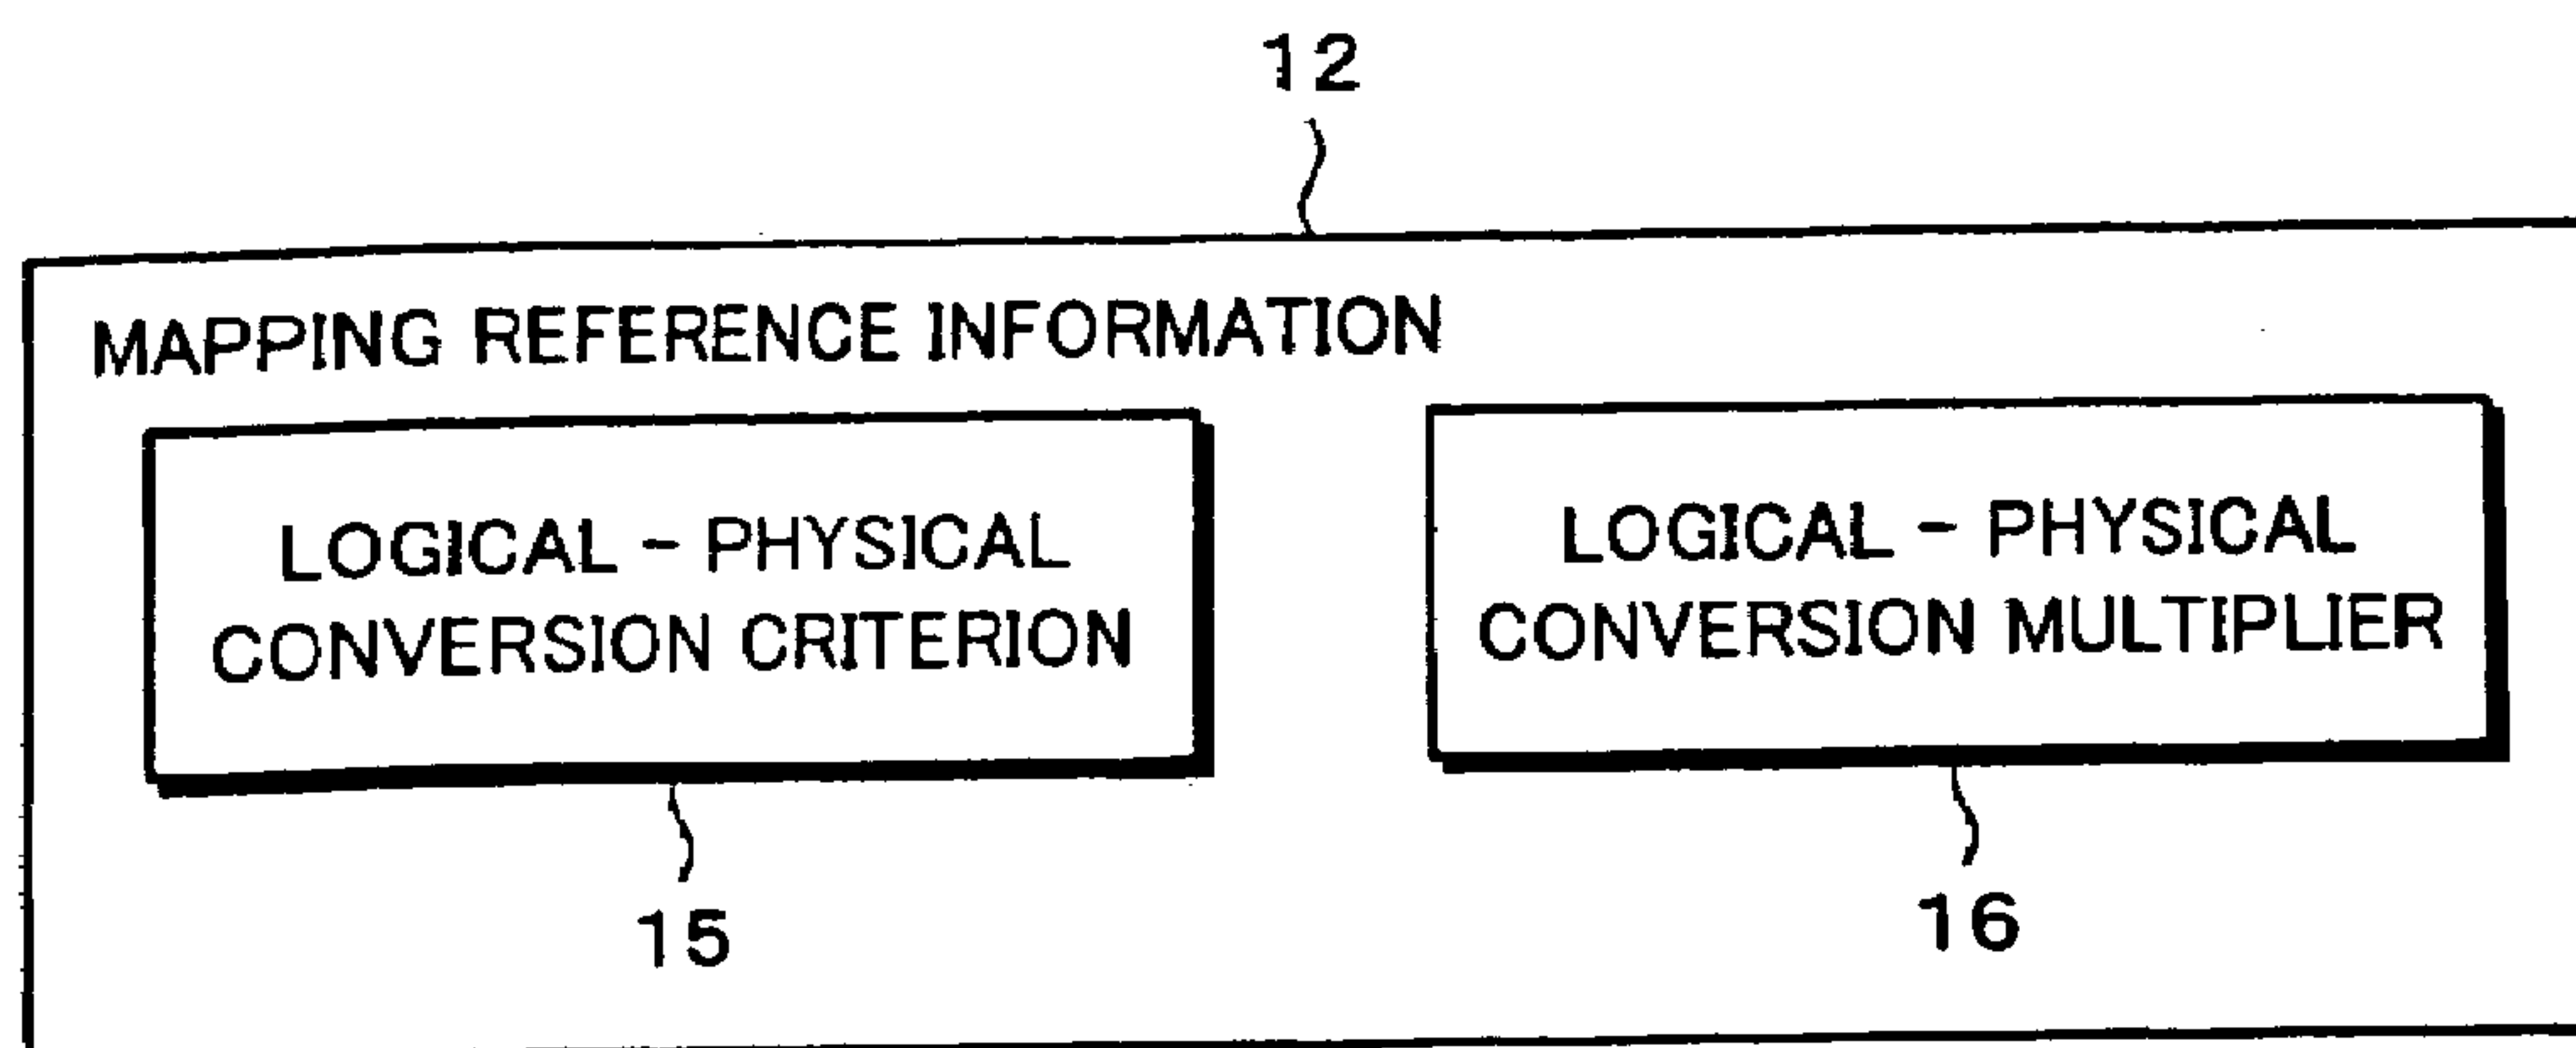 12
MAPPING REFERENCE INFORMATION
LOGICAL - PHYSICAL
CONVERSION CRITERION
LOGICAL - PHYSICAL
CONVERSION MULTIPLIER
15
16